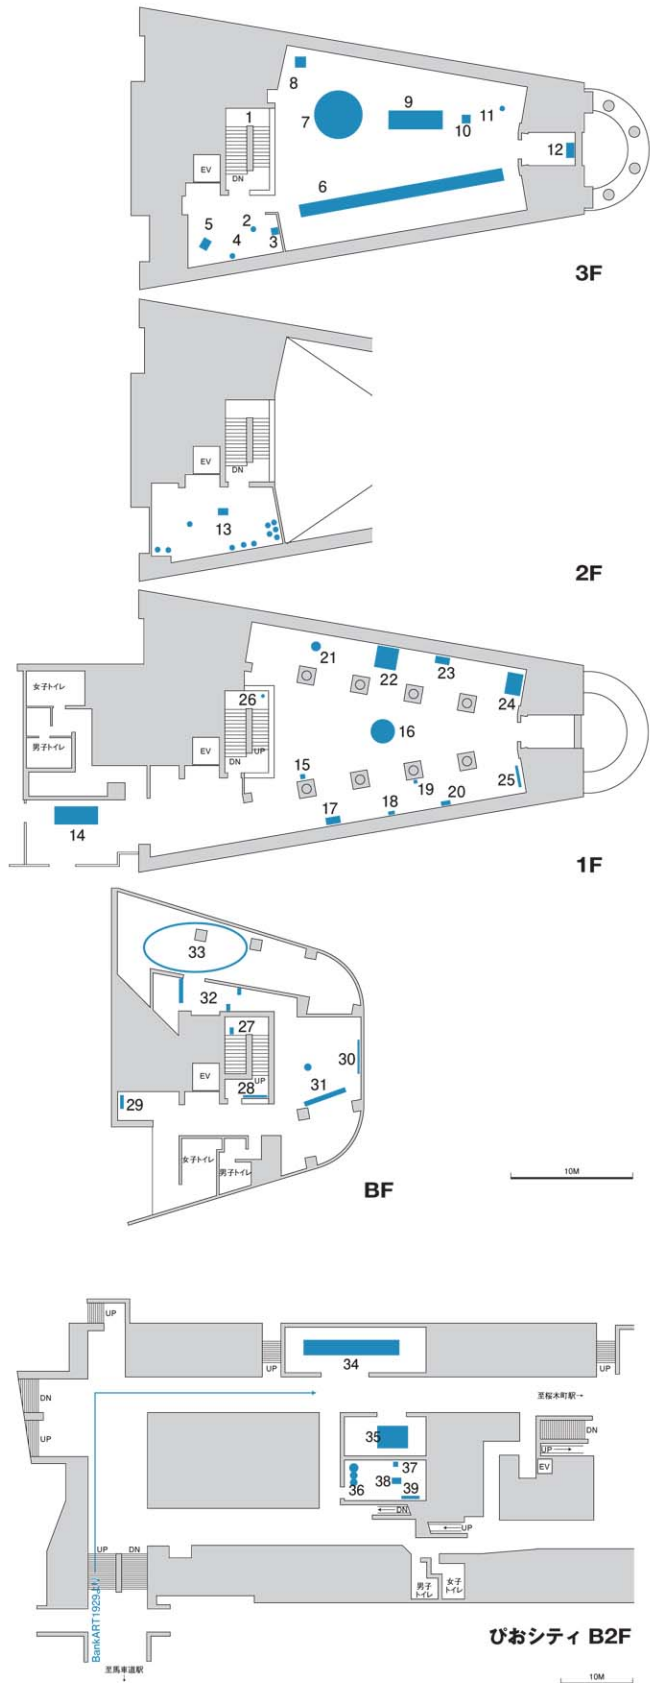 8
9
11
7
10
1
12
EV
DN
6
5
2
4
3
3F
EV
DN
13
2F
21
22
23
女子トイレ
24
26
16
男子トイレ
EV
DN
UP
15
19
25
18
20
17
14
1F
33
32
27
30
EV
UP
31
28
29
女子トイレ
男子トイレ
10M
BF
UP
34
UP
UP
DN
至桜木町駅→
35
DN
UP
UP→
37
EV
38
36
39
←DN
←UP
UP
DN
男子
トイレ
女子
トイレ
BankART1929より
ぴおシティ B2F
至馬車道駅
↓
10M